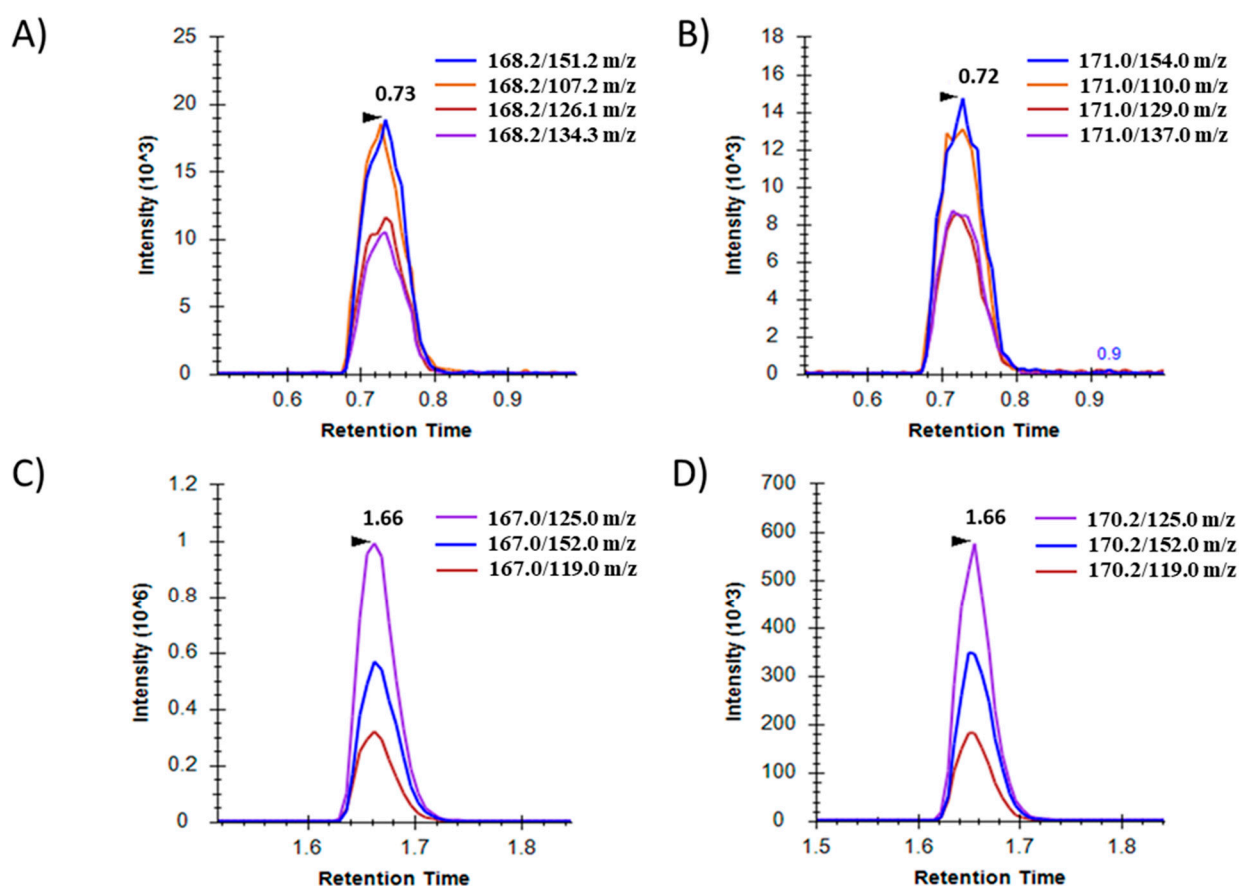 A)
25
20
15
10
5
0
Intensity (10^3)
0.73
168.2/151.2 m/z
168.2/107.2 m/z
168.2/126.1 m/z
168.2/134.3 m/z
0.6 0.7 0.8 0.9
Retention Time
B)
18
16
14
12
10
8
6
4
2
0
Intensity (10^3)
0.72
171.0/154.0 m/z
171.0/110.0 m/z
171.0/129.0 m/z
171.0/137.0 m/z
0.9
0.6 0.7 0.8 0.9
Retention Time
C)
1.2
1
0.8
0.6
0.4
0.2
0
Intensity (10^6)
1.66
167.0/125.0 m/z
167.0/152.0 m/z
167.0/119.0 m/z
1.6 1.7 1.8
Retention Time
D)
700
600
500
400
300
200
100
0
Intensity (10^3)
1.66
170.2/125.0 m/z
170.2/152.0 m/z
170.2/119.0 m/z
1.5 1.6 1.7 1.8
Retention Time